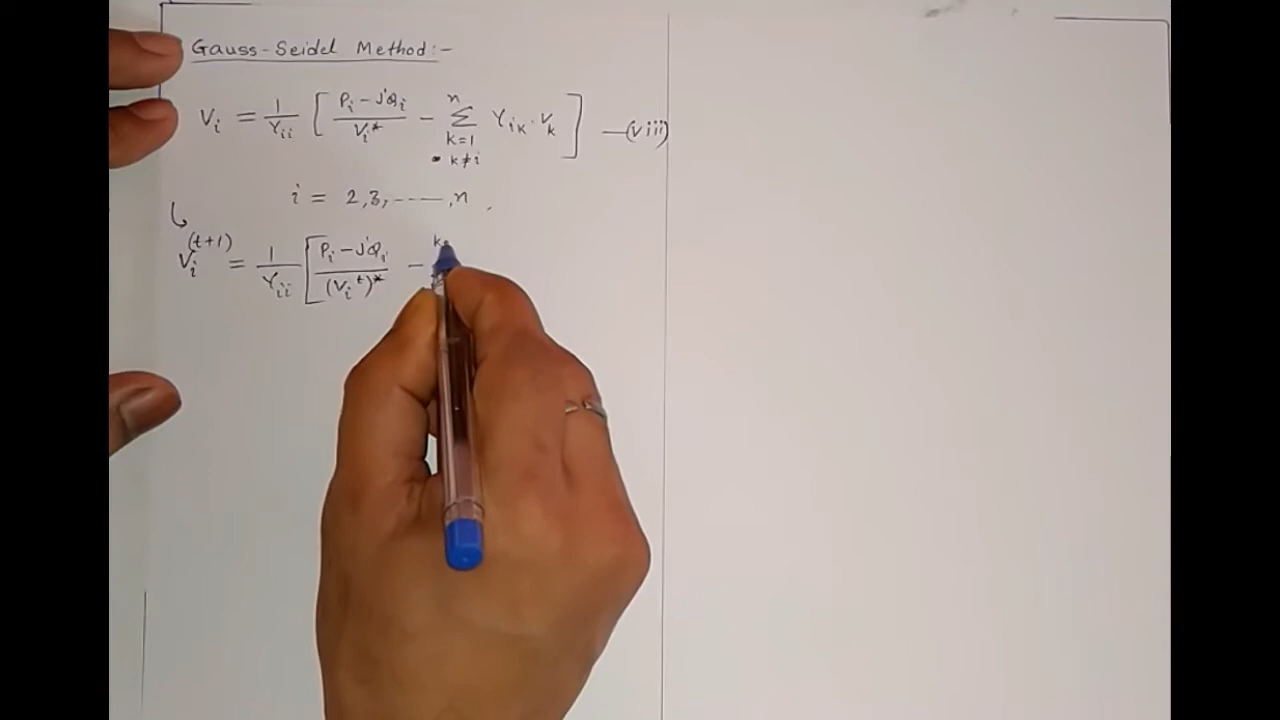 Gauss-Seidel Method:-
Vi = 1/Yii [ Pi - jQi / Vi* - n Σ k=1 k≠i Yik · Vk ] —(viii)
i = 2,3,-----,n ,
Vi(t+1) = 1/Yii [ Pi - jQi / (Vi t)* -